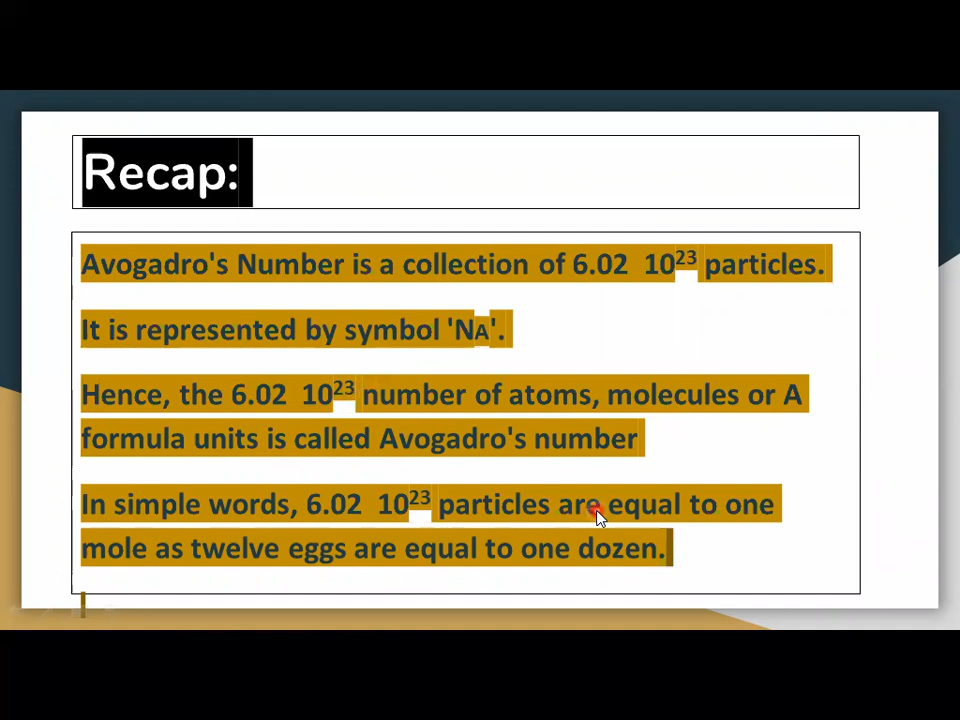 Recap:
Avogadro's Number is a collection of 6.02  10²³ particles.
It is represented by symbol 'Nᴀ'.
Hence, the 6.02  10²³ number of atoms, molecules or A
formula units is called Avogadro's number
In simple words, 6.02  10²³ particles are equal to one
mole as twelve eggs are equal to one dozen.